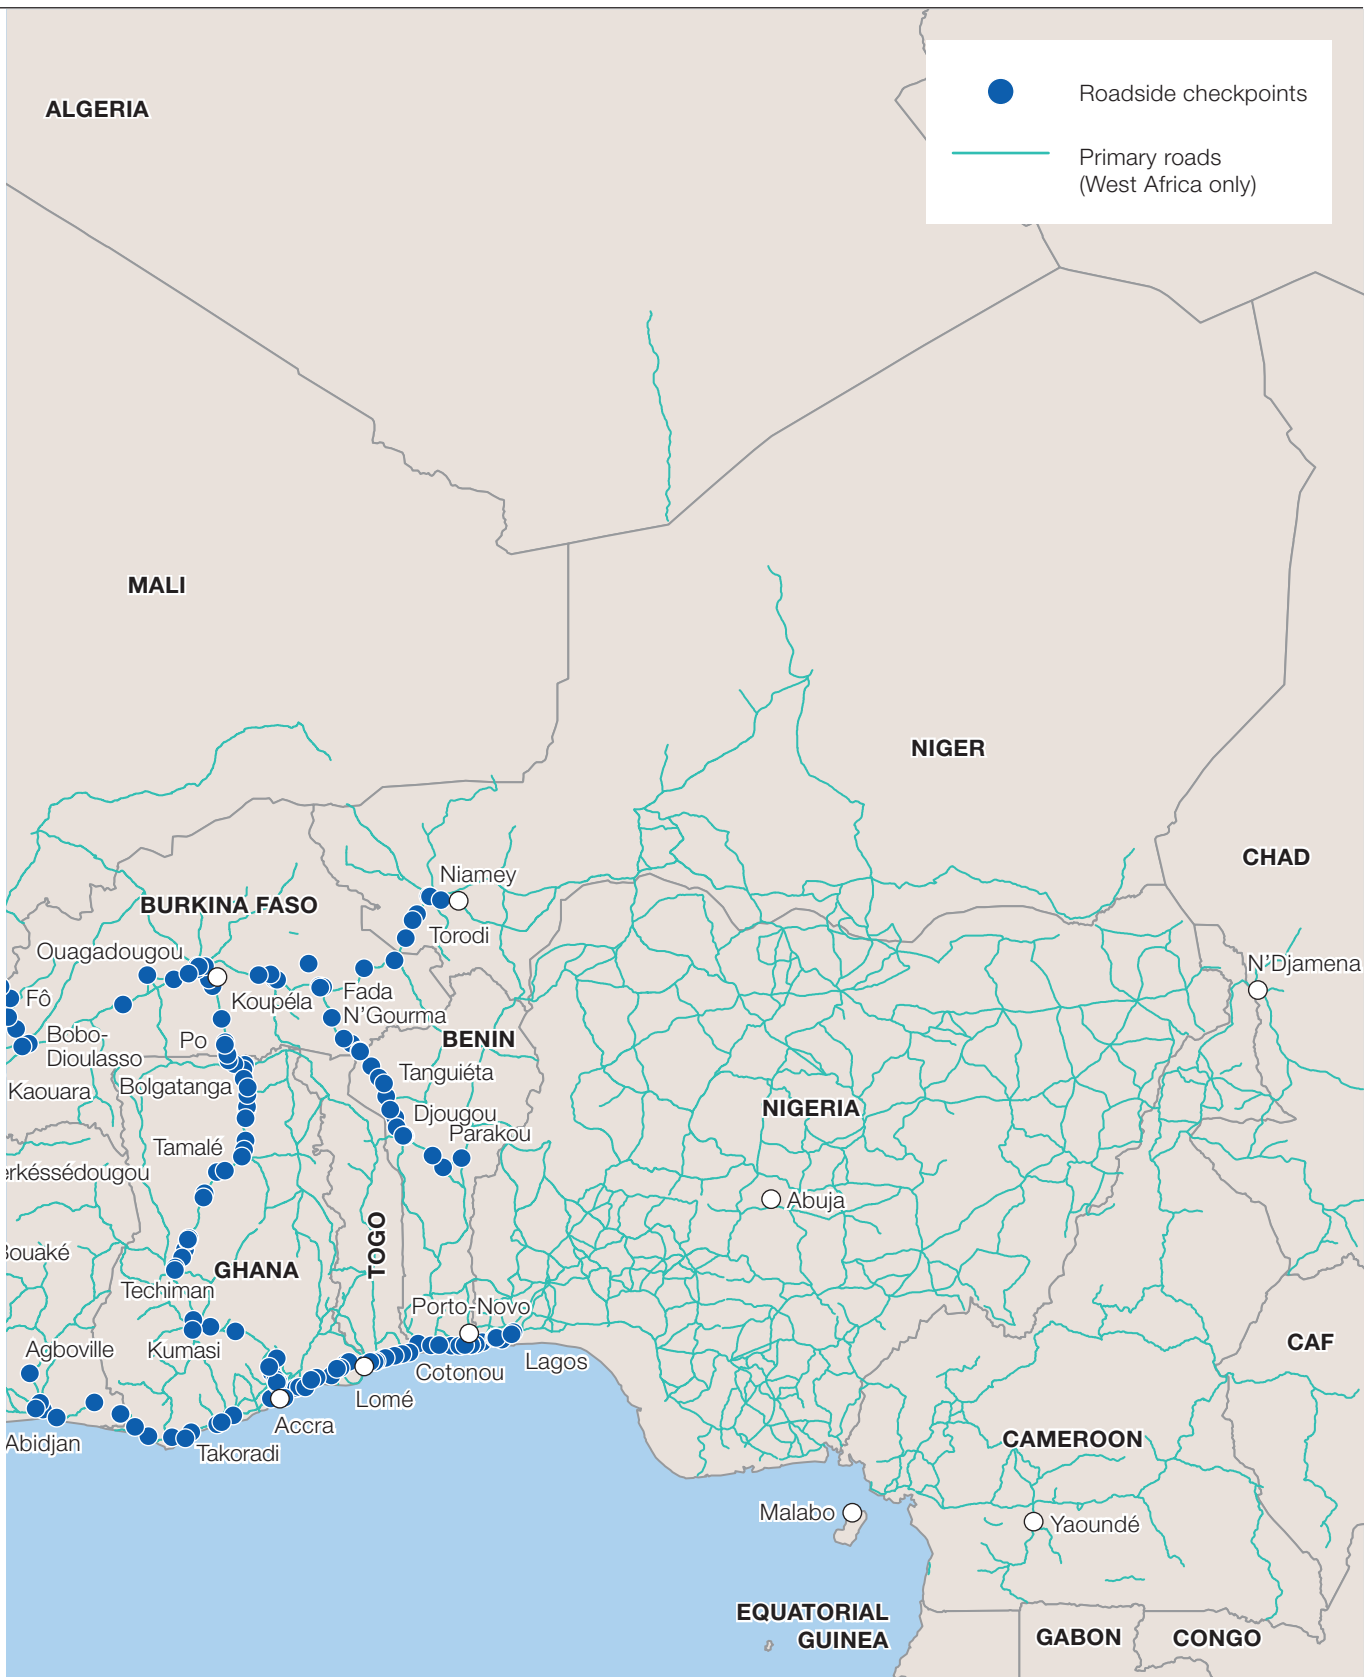 Roadside checkpoints
Primary roads
(West Africa only)
ALGERIA
MALI
NIGER
CHAD
Niamey
BURKINA FASO
Torodi
Ouagadougou
N'Djamena
Fô
Koupéla
Fada
N'Gourma
Bobo-
Dioulasso
Po
BENIN
Tanguiéta
Kaouara
Bolgatanga
NIGERIA
Djougou
Parakou
Tamalé
erkéssédougou
Abuja
TOGO
Bouaké
GHANA
Techiman
Porto-Novo
Agboville
Kumasi
CAF
Lagos
Cotonou
Lomé
Accra
Abidjan
Takoradi
CAMEROON
Malabo
Yaoundé
EQUATORIAL
GUINEA
GABON
CONGO